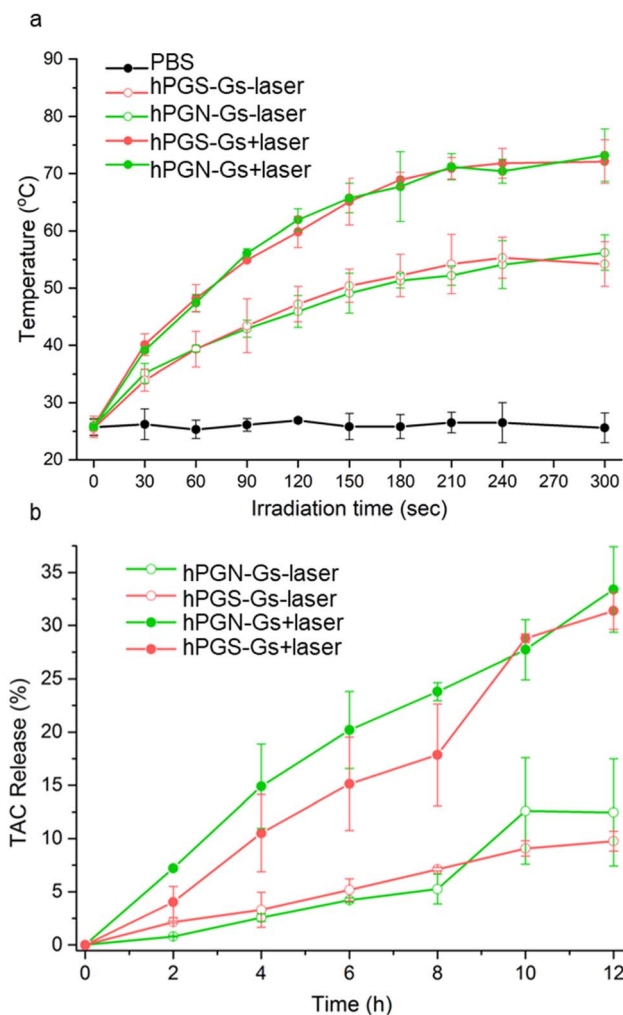 a
90
80
70
60
50
40
30
20
Temperature (°C)
PBS
hPGS-Gs-laser
hPGN-Gs-laser
hPGS-Gs+laser
hPGN-Gs+laser
0 30 60 90 120 150 180 210 240 270 300
Irradiation time (sec)
b
35
30
25
20
15
10
5
0
TAC Release (%)
hPGN-Gs-laser
hPGS-Gs-laser
hPGN-Gs+laser
hPGS-Gs+laser
0 2 4 6 8 10 12
Time (h)